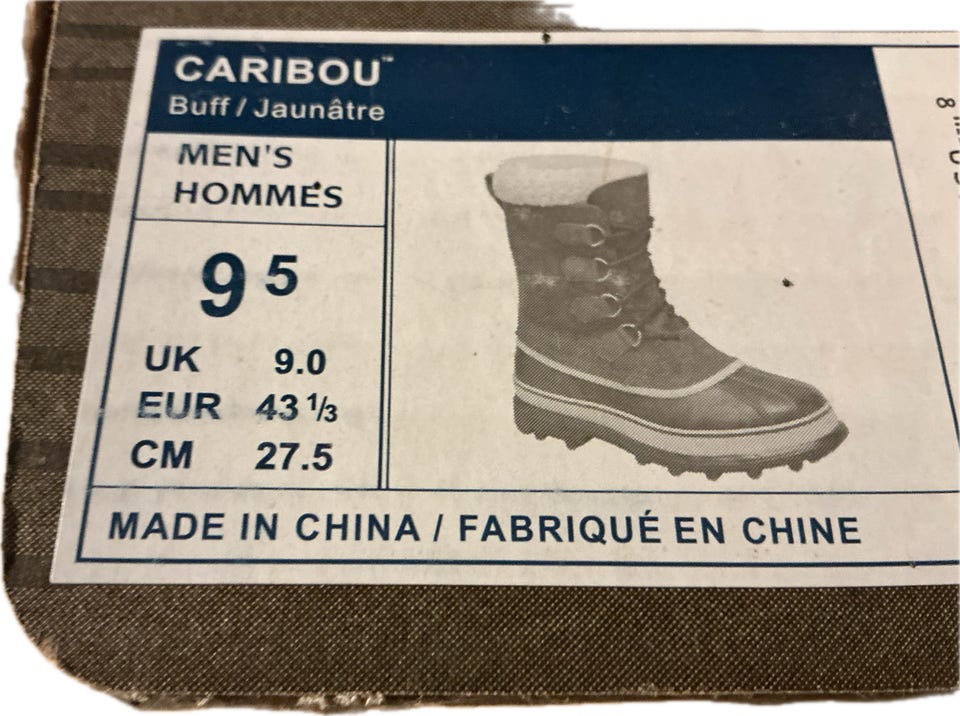 CARIBOU™
Buff / Jaunâtre
MEN'S
HOMMES
9 5
UK 9.0
EUR 43 1/3
CM 27.5
MADE IN CHINA / FABRIQUÉ EN CHINE
8